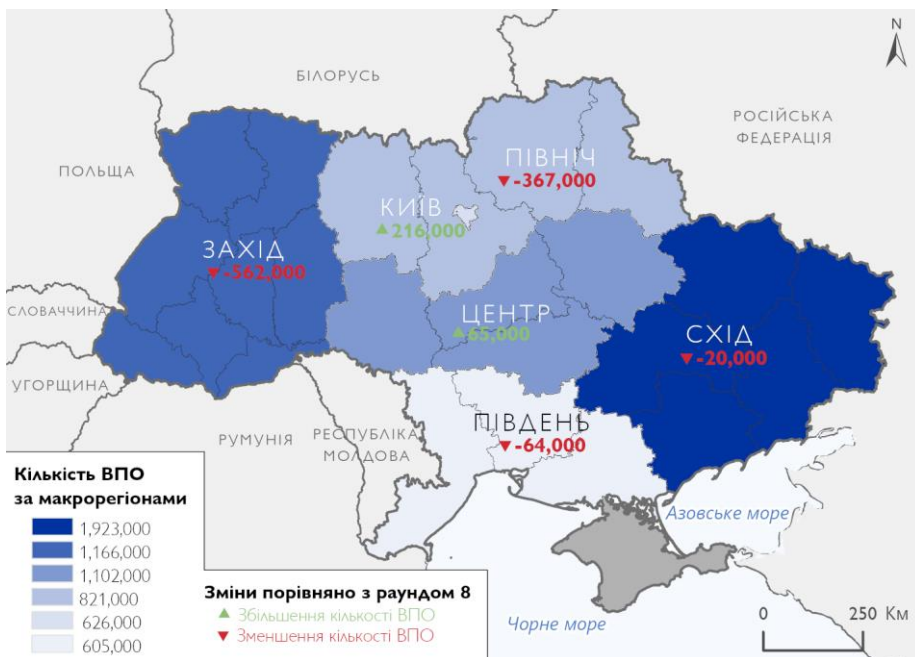 N
БІЛОРУСЬ
РОСІЙСЬКА
ФЕДЕРАЦІЯ
ПОЛЬЩА
ПІВНІЧ
▼ -367,000
КИЇВ
▲ 216,000
ЗАХІД
▼ -562,000
СЛОВАЧЧИНА
ЦЕНТР
▲ 65,000
СХІД
▼ -20,000
УГОРЩИНА
ПІВДЕНЬ
▼ -64,000
РУМУНІЯ
РЕСПУБЛІКА
МОЛДОВА
Азовське море
Чорне море
Кількість ВПО
за макрорегіонами
1,923,000
1,166,000
1,102,000
821,000
626,000
605,000
Зміни порівняно з раундом 8
▲ Збільшення кількості ВПО
▼ Зменшення кількості ВПО
0 250 Км